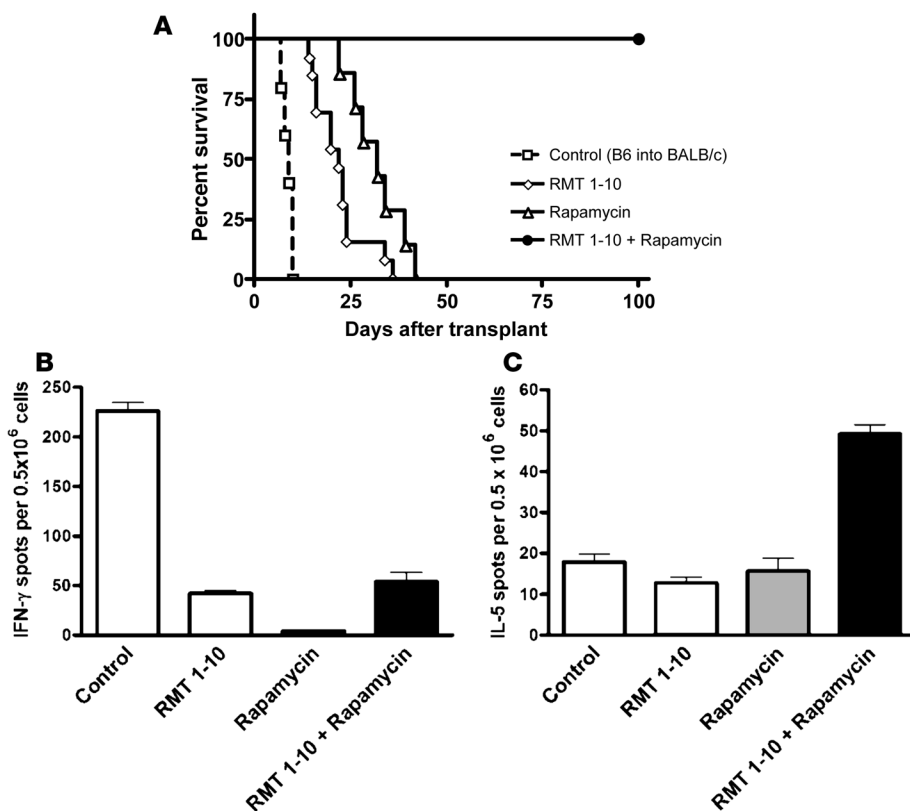 A
Percent survival
100
75
50
25
0
0 25 50 75 100
Days after transplant
Control (B6 into BALB/c)
RMT 1-10
Rapamycin
RMT 1-10 + Rapamycin
B
IFN-γ spots per 0.5x10⁶ cells
250
200
150
100
50
0
Control
RMT 1-10
Rapamycin
RMT 1-10 + Rapamycin
C
IL-5 spots per 0.5 x 10⁶ cells
60
50
40
30
20
10
0
Control
RMT 1-10
Rapamycin
RMT 1-10 + Rapamycin